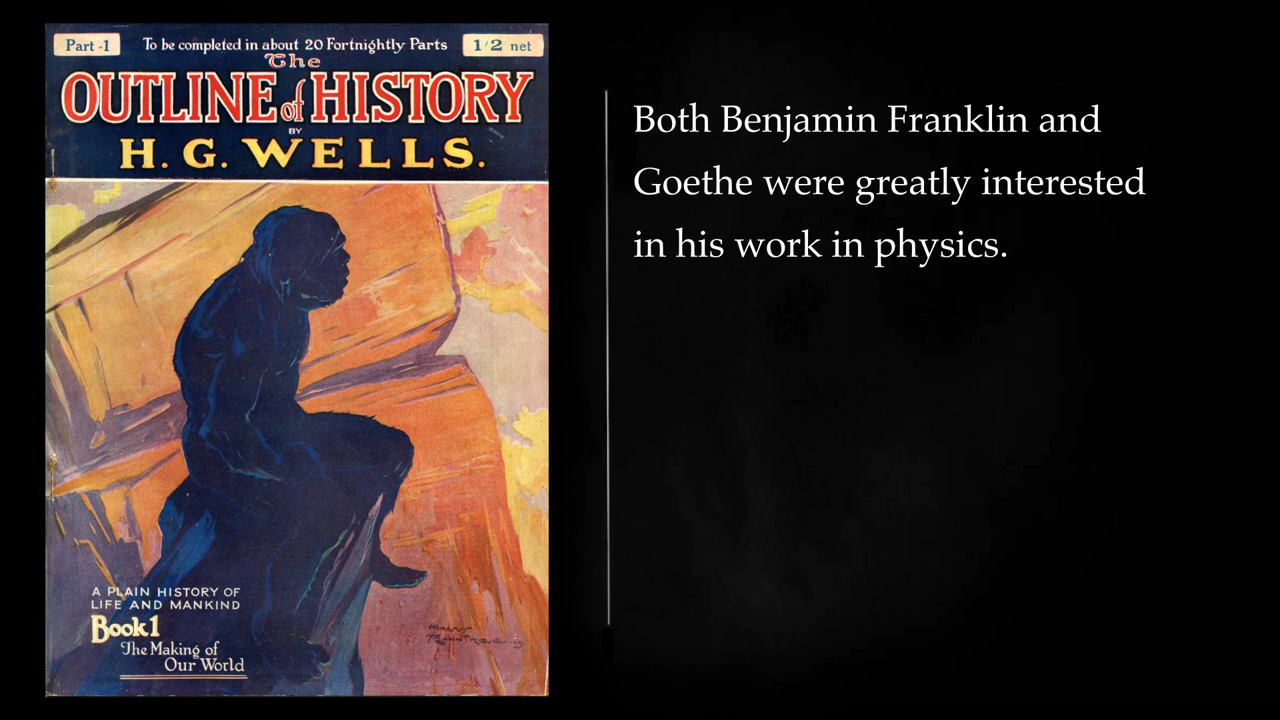 Part -1
To be completed in about 20 Fortnightly Parts
1/2 net
The
OUTLINE of HISTORY
BY
H. G. WELLS.
A PLAIN HISTORY OF
LIFE AND MANKIND
Book 1
The Making of
Our World
Both Benjamin Franklin and
Goethe were greatly interested
in his work in physics.